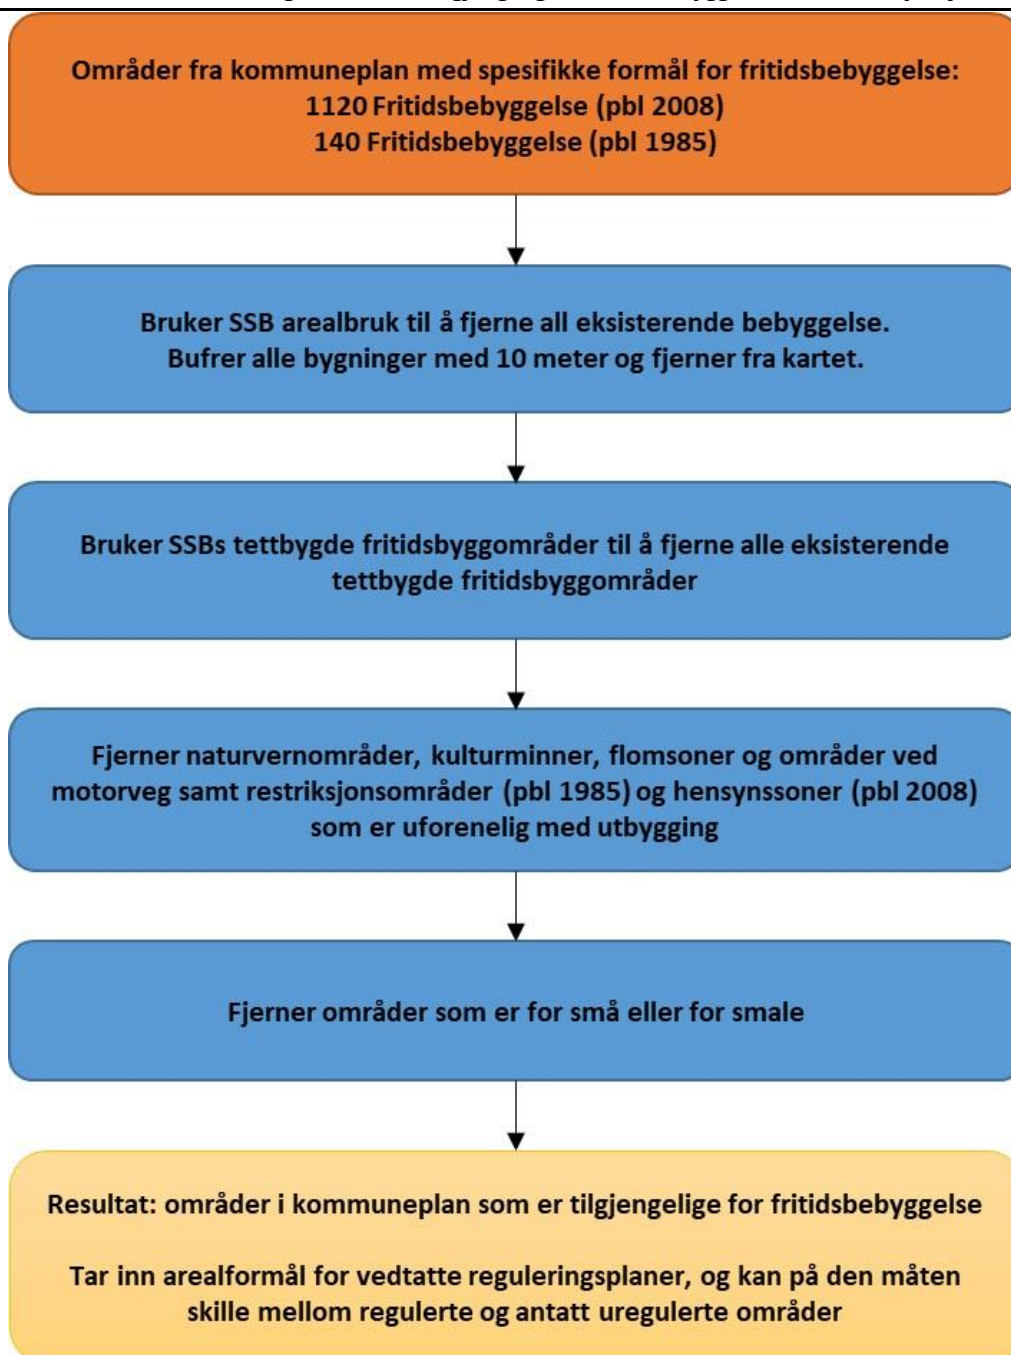 Områder fra kommuneplan med spesifikke formål for fritidsbebyggelse:
1120 Fritidsbebyggelse (pbl 2008)
140 Fritidsbebyggelse (pbl 1985)
Bruker SSB arealbruk til å fjerne all eksisterende bebyggelse.
Bufrer alle bygninger med 10 meter og fjerner fra kartet.
Bruker SSBs tettbygde fritidsbyggområder til å fjerne alle eksisterende
tettbygde fritidsbyggområder
Fjerner naturvernområder, kulturminner, flomsoner og områder ved
motorveg samt restriksjonsområder (pbl 1985) og hensynssoner (pbl 2008)
som er uforenelig med utbygging
Fjerner områder som er for små eller for smale
Resultat: områder i kommuneplan som er tilgjengelige for fritidsbebyggelse
Tar inn arealformål for vedtatte reguleringsplaner, og kan på den måten
skille mellom regulerte og antatt uregulerte områder